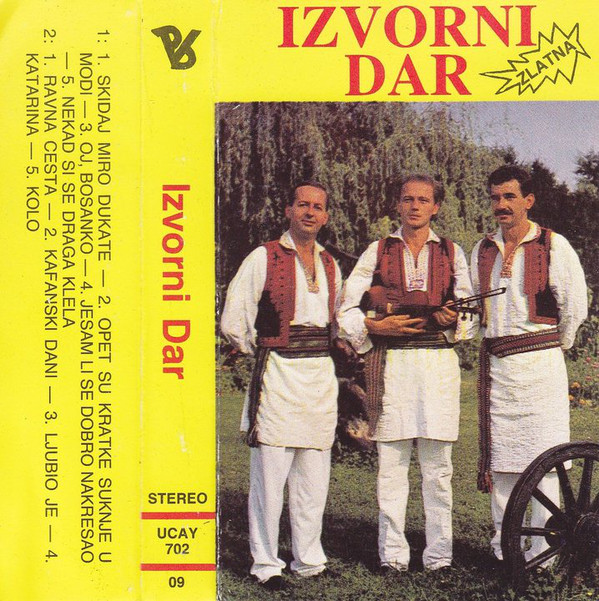 1: 1. SKIDAJ MIRO DUKATE — 2. OPET SU KRATKE SUKNJE U
MODI — 3. OJ, BOSANKO — 4. JESAM LI SE DOBRO NAKRESAO
— 5. NEKAD SI SE DRAGA KLELA
2: 1. RAVNA CESTA — 2. KAFANSKI DANI — 3. LJUBIO JE — 4.
KATARINA — 5. KOLO
Izvorni Dar
STEREO
UCAY
702
09
IZVORNI
DAR
ZLATNA